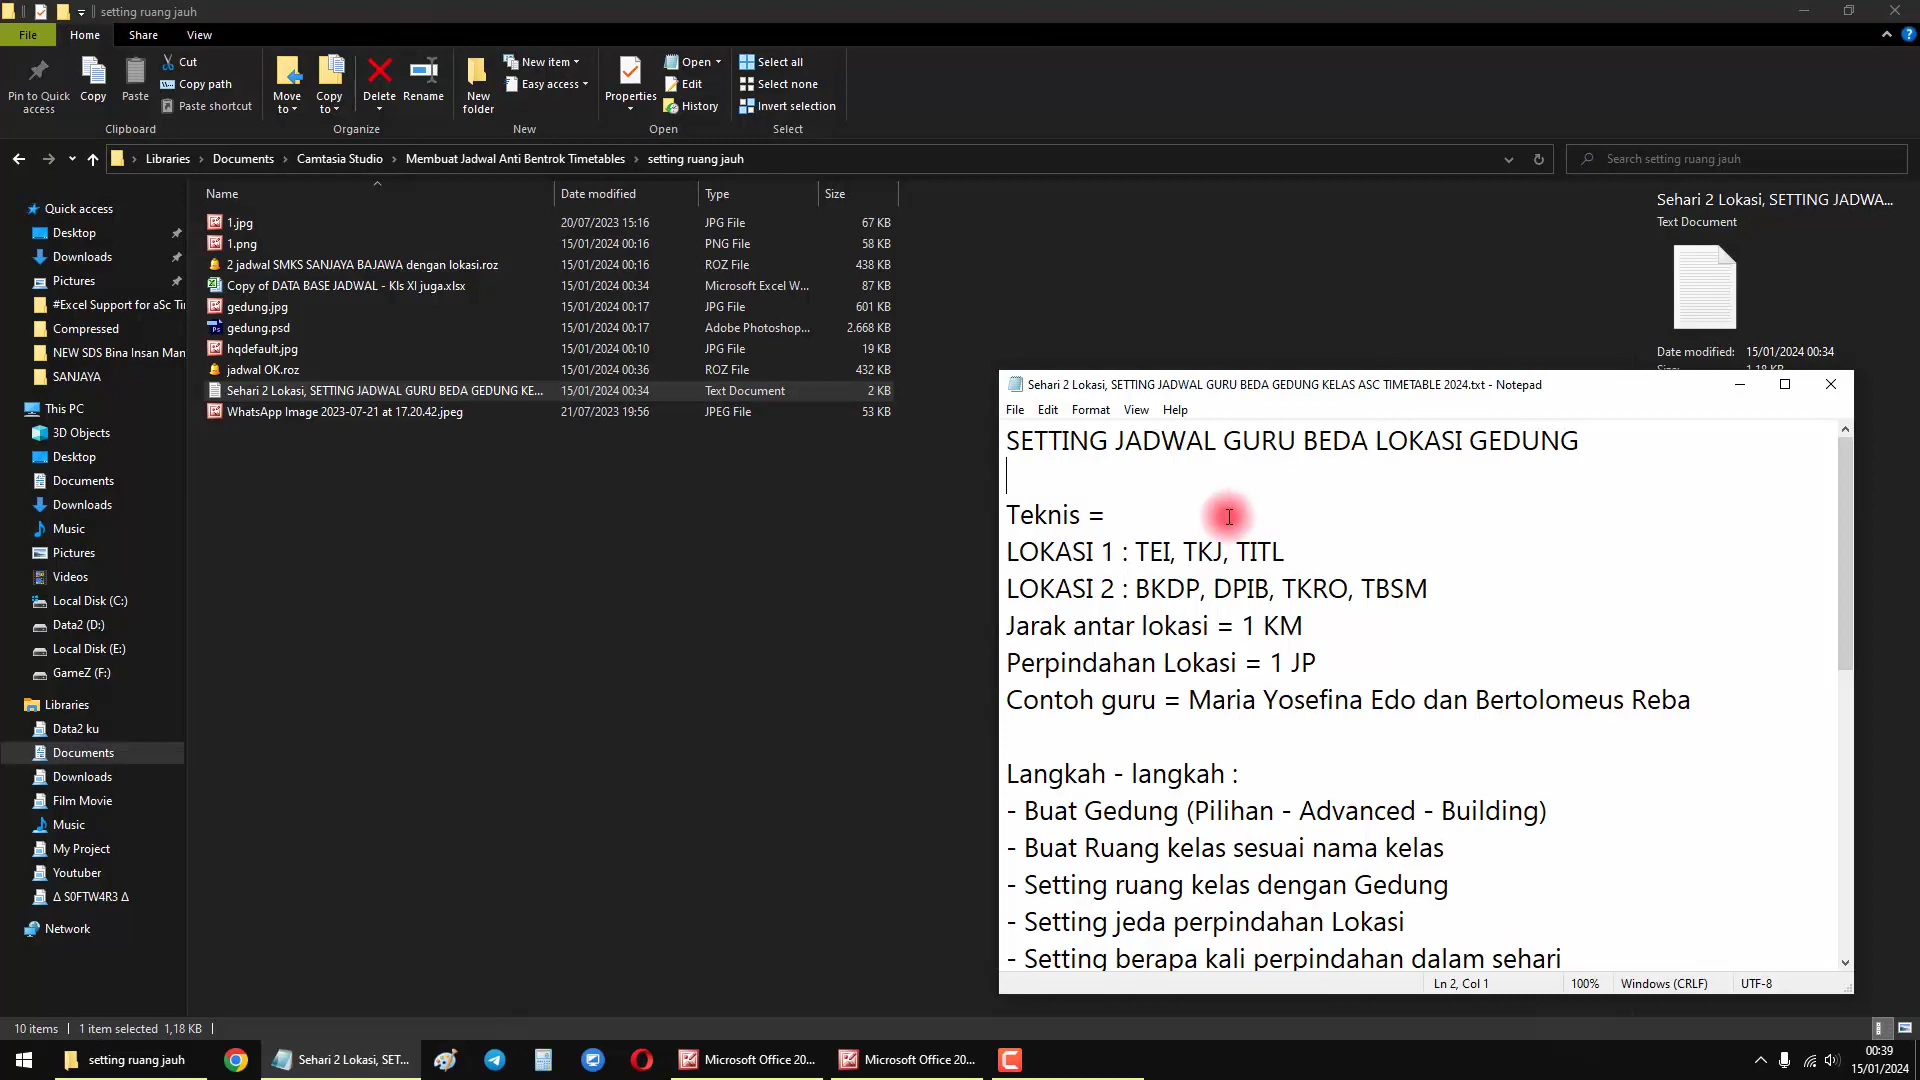 setting ruang jauh
File
Home
Share
View
Pin to Quick access
Copy
Paste
Cut
Copy path
Paste shortcut
Clipboard
Move to
Copy to
Delete
Rename
Organize
New folder
New item
Easy access
New
Properties
Open
Edit
History
Open
Select all
Select none
Invert selection
Select
Libraries
Documents
Camtasia Studio
Membuat Jadwal Anti Bentrok Timetables
setting ruang jauh
Search setting ruang jauh
Name
Date modified
Type
Size
1.jpg 20/07/2023 15:16 JPG File 67 KB
1.png 15/01/2024 00:16 PNG File 58 KB
2 jadwal SMKS SANJAYA BAJAWA dengan lokasi.roz 15/01/2024 00:16 ROZ File 438 KB
Copy of DATA BASE JADWAL - Kls XI juga.xlsx 15/01/2024 00:34 Microsoft Excel W... 87 KB
gedung.jpg 15/01/2024 00:17 JPG File 601 KB
gedung.psd 15/01/2024 00:17 Adobe Photoshop... 2.668 KB
hqdefault.jpg 15/01/2024 00:10 JPG File 19 KB
jadwal OK.roz 15/01/2024 00:36 ROZ File 432 KB
Sehari 2 Lokasi, SETTING JADWAL GURU BEDA GEDUNG KE... 15/01/2024 00:34 Text Document 2 KB
WhatsApp Image 2023-07-21 at 17.20.42.jpeg 21/07/2023 19:56 JPEG File 53 KB
Quick access
Desktop
Downloads
Pictures
#Excel Support for aSc Ti
Compressed
NEW SDS Bina Insan Man
SANJAYA
This PC
3D Objects
Desktop
Documents
Downloads
Music
Pictures
Videos
Local Disk (C:)
Data2 (D:)
Local Disk (E:)
GameZ (F:)
Libraries
Data2 ku
Documents
Downloads
Film Movie
Music
My Project
Youtuber
Δ S0FTW4R3 Δ
Network
Sehari 2 Lokasi, SETTING JADWA...
Text Document
Date modified: 15/01/2024 00:34
Sehari 2 Lokasi, SETTING JADWAL GURU BEDA GEDUNG KELAS ASC TIMETABLE 2024.txt - Notepad
File Edit Format View Help
SETTING JADWAL GURU BEDA LOKASI GEDUNG
Teknis =
LOKASI 1 : TEI, TKJ, TITL
LOKASI 2 : BKDP, DPIB, TKRO, TBSM
Jarak antar lokasi = 1 KM
Perpindahan Lokasi = 1 JP
Contoh guru = Maria Yosefina Edo dan Bertolomeus Reba
Langkah - langkah :
- Buat Gedung (Pilihan - Advanced - Building)
- Buat Ruang kelas sesuai nama kelas
- Setting ruang kelas dengan Gedung
- Setting jeda perpindahan Lokasi
- Setting berapa kali perpindahan dalam sehari
Ln 2, Col 1
100%
Windows (CRLF)
UTF-8
10 items
1 item selected 1,18 KB
setting ruang jauh
Sehari 2 Lokasi, SET...
Microsoft Office 20...
Microsoft Office 20...
00:39
15/01/2024